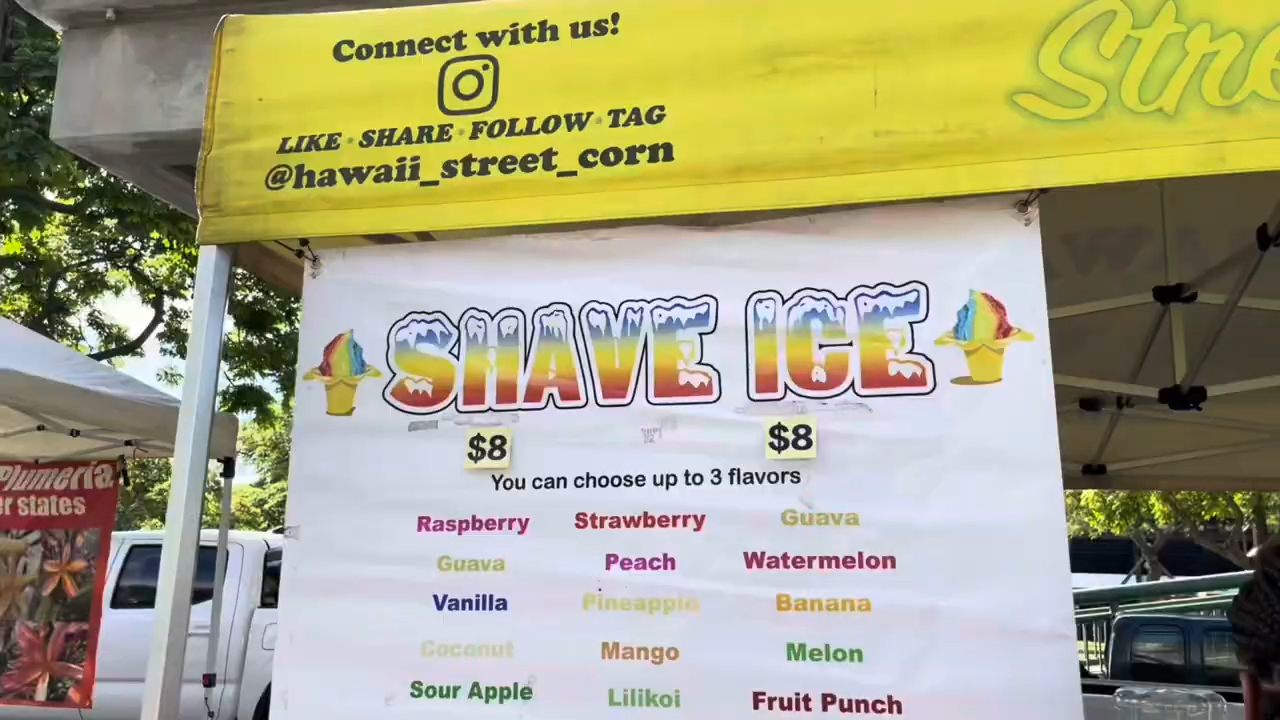 Connect with us!
LIKE · SHARE · FOLLOW · TAG
@hawaii_street_corn
Stre
SHAVE ICE
$8 $8
You can choose up to 3 flavors
Raspberry Strawberry Guava
Guava Peach Watermelon
Vanilla Pineapple Banana
Coconut Mango Melon
Sour Apple Lilikoi Fruit Punch
Plumeria
er states